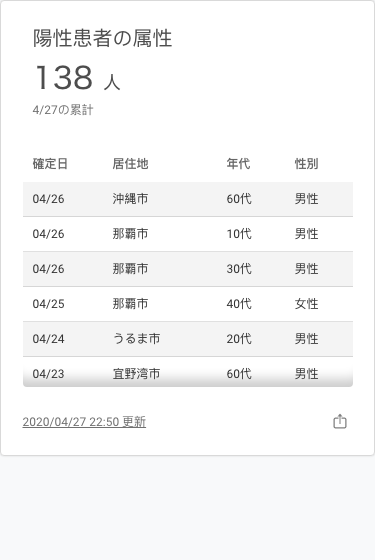 陽性患者の属性
138 人
4/27の累計
確定日 居住地 年代 性別
04/26 沖縄市 60代 男性
04/26 那覇市 10代 男性
04/26 那覇市 30代 男性
04/25 那覇市 40代 女性
04/24 うるま市 20代 男性
04/23 宜野湾市 60代 男性
2020/04/27 22:50 更新